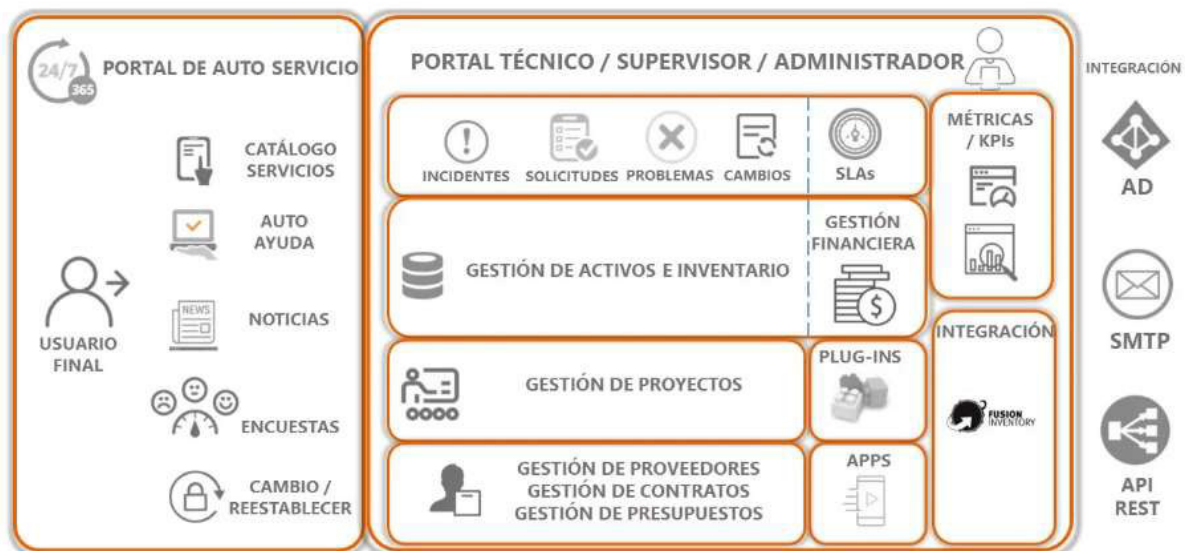 24/7
365
PORTAL DE AUTO SERVICIO
CATÁLOGO
SERVICIOS
AUTO
AYUDA
NEWS
NOTICIAS
USUARIO
FINAL
ENCUESTAS
CAMBIO /
REESTABLECER
PORTAL TÉCNICO / SUPERVISOR / ADMINISTRADOR
INCIDENTES
SOLICITUDES
PROBLEMAS
CAMBIOS
SLAs
MÉTRICAS
/ KPIs
GESTIÓN DE ACTIVOS E INVENTARIO
GESTIÓN
FINANCIERA
$
GESTIÓN DE PROYECTOS
PLUG-INS
INTEGRACIÓN
FUSION
INVENTORY
GESTIÓN DE PROVEEDORES
GESTIÓN DE CONTRATOS
GESTIÓN DE PRESUPUESTOS
APPS
INTEGRACIÓN
AD
SMTP
API
REST